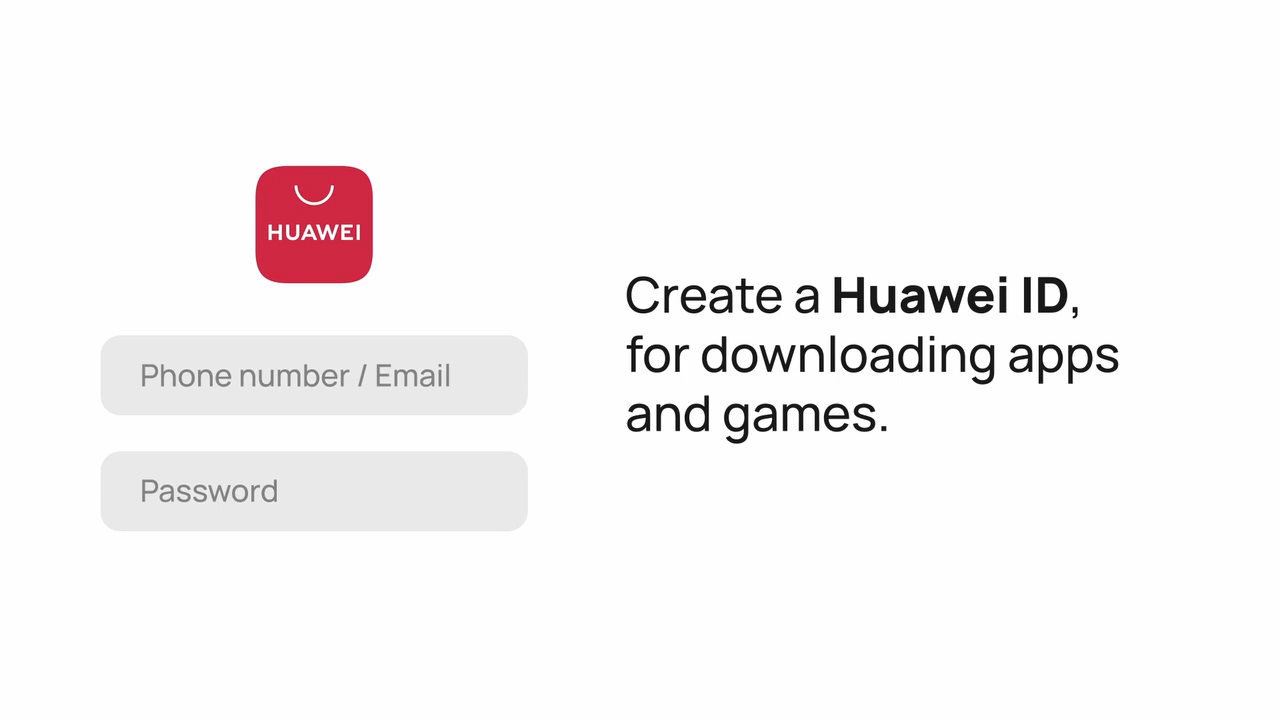 HUAWEI
Phone number / Email
Password
Create a Huawei ID,
for downloading apps
and games.